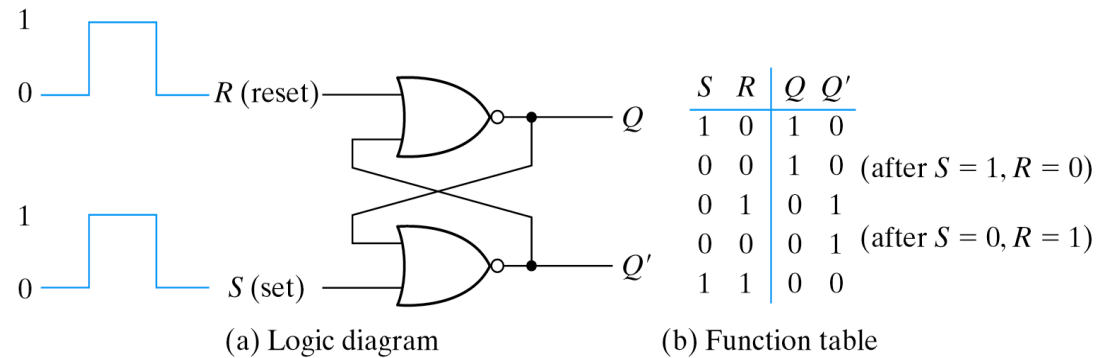 1
0
R (reset)
Q
1
0
S (set)
Q'
S R Q Q'
1 0 1 0
0 0 1 0 (after S = 1, R = 0)
0 1 0 1
0 0 0 1 (after S = 0, R = 1)
1 1 0 0
(a) Logic diagram
(b) Function table